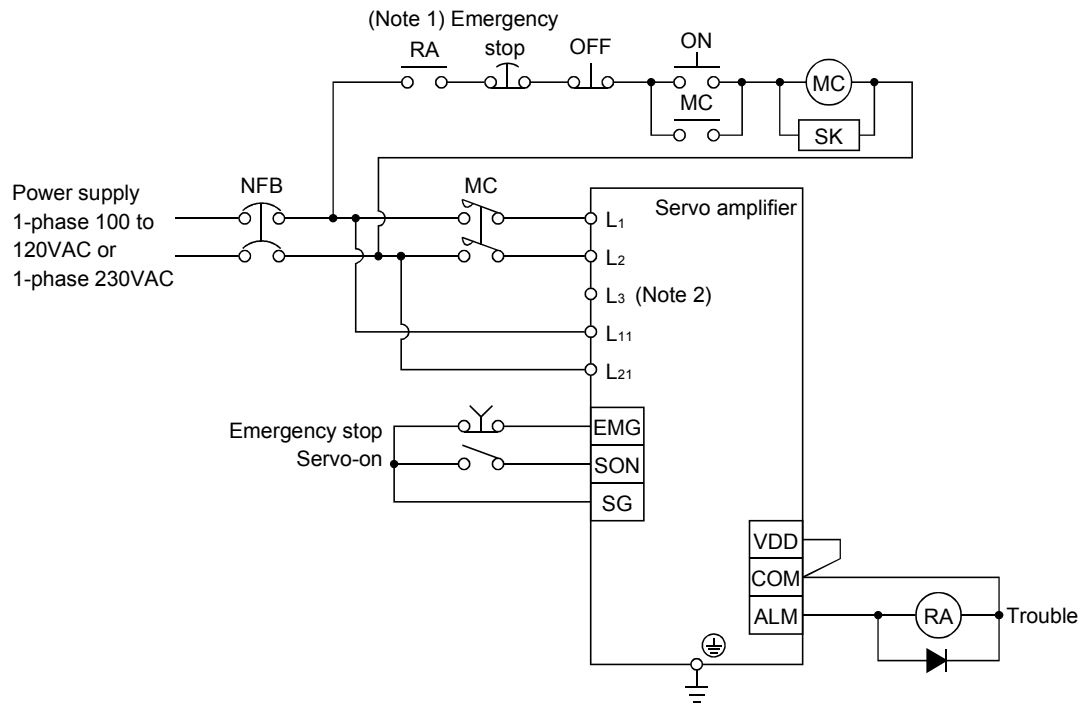 (Note 1) Emergency
RA stop OFF ON
MC
MC
SK
Power supply
1-phase 100 to
120VAC or
1-phase 230VAC
NFB MC
Servo amplifier
L1
L2
L3 (Note 2)
L11
L21
Emergency stop
Servo-on
EMG
SON
SG
VDD
COM
ALM RA Trouble